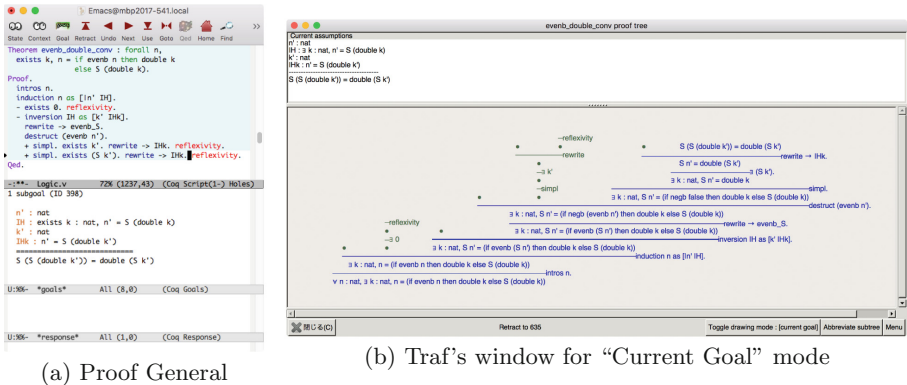 Emacs@mbp2017-541.local
State Context Goal Retract Undo Next Use Goto Qed Home Find
Theorem evenb_double_conv : forall n,
exists k, n = if evenb n then double k
else S (double k).
Proof.
intros n.
induction n as [|n' IH].
- exists 0. reflexivity.
- inversion IH as [k' IHk].
rewrite -> evenb_S.
destruct (evenb n').
+ simpl. exists k'. rewrite -> IHk. reflexivity.
+ simpl. exists (S k'). rewrite -> IHk. reflexivity.
Qed.
-:**- Logic.v 72% (1237,43) (Coq Script(1-) Holes)
1 subgoal (ID 398)
n' : nat
IH : exists k : nat, n' = S (double k)
k' : nat
IHk : n' = S (double k')
============================
S (S (double k')) = double (S k')
U:%%- *goals* All (8,0) (Coq Goals)
U:%%- *response* All (1,0) (Coq Response)
(a) Proof General
evenb_double_conv proof tree
Current assumptions
n' : nat
IH : ∃ k : nat, n' = S (double k)
k' : nat
IHk : n' = S (double k')
S (S (double k')) = double (S k')
reflexivity
S (S (double k')) = double (S k')
rewrite
rewrite → IHk.
S n' = double (S k')
∃ k'
∃ (S k').
∃ k : nat, S n' = double k
simpl
simpl.
∃ k : nat, S n' = (if negb false then double k else S (double k))
destruct (evenb n').
reflexivity
∃ k : nat, S n' = (if negb (evenb n') then double k else S (double k))
rewrite → evenb_S.
∃ 0
∃ k : nat, S n' = (if evenb (S n') then double k else S (double k))
inversion IH as [k' IHk].
∃ k : nat, S n' = (if evenb (S n') then double k else S (double k))
induction n as [|n' IH].
∃ k : nat, n = (if evenb n then double k else S (double k))
intros n.
∀ n : nat, ∃ k : nat, n = (if evenb n then double k else S (double k))
閉じる(C) Retract to 635 Toggle drawing mode : [current goal] Abbreviate subtree Menu
(b) Traf's window for “Current Goal” mode